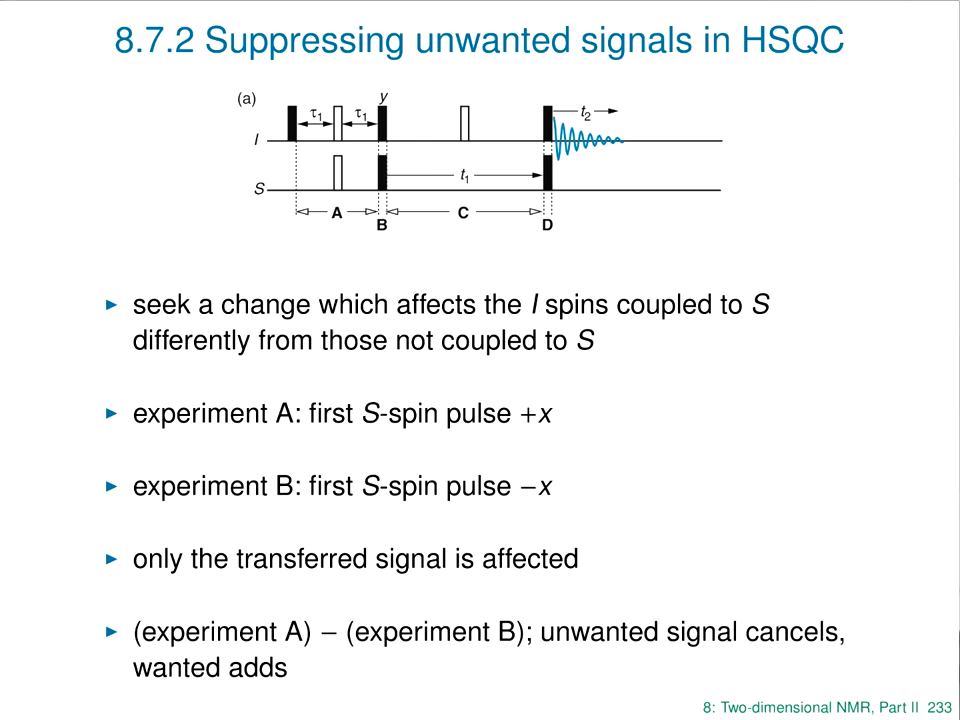 8.7.2 Suppressing unwanted signals in HSQC
(a)
y
τ1 τ1 t2
I
t1
S
A C
B D
▶ seek a change which affects the I spins coupled to S
differently from those not coupled to S
▶ experiment A: first S-spin pulse +x
▶ experiment B: first S-spin pulse −x
▶ only the transferred signal is affected
▶ (experiment A) − (experiment B); unwanted signal cancels,
wanted adds
8: Two-dimensional NMR, Part II 233